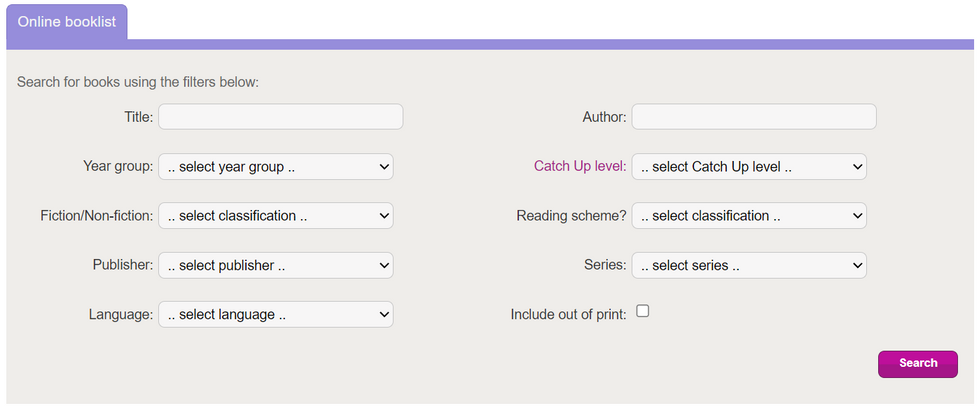 Online booklist
Search for books using the filters below:
Title:
Author:
Year group: .. select year group ..
Catch Up level: .. select Catch Up level ..
Fiction/Non-fiction: .. select classification ..
Reading scheme? .. select classification ..
Publisher: .. select publisher ..
Series: .. select series ..
Language: .. select language ..
Include out of print:
Search